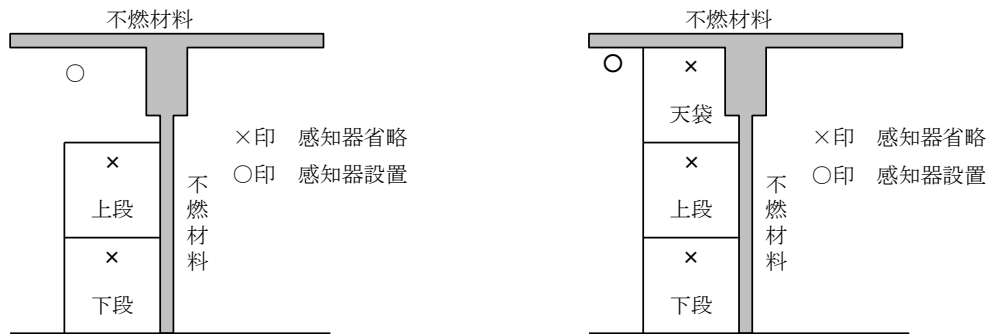 不燃材料
×印 感知器省略
○印 感知器設置
上段
下段
不燃材料
不燃材料
天袋
×印 感知器省略
○印 感知器設置
上段
下段
不燃材料